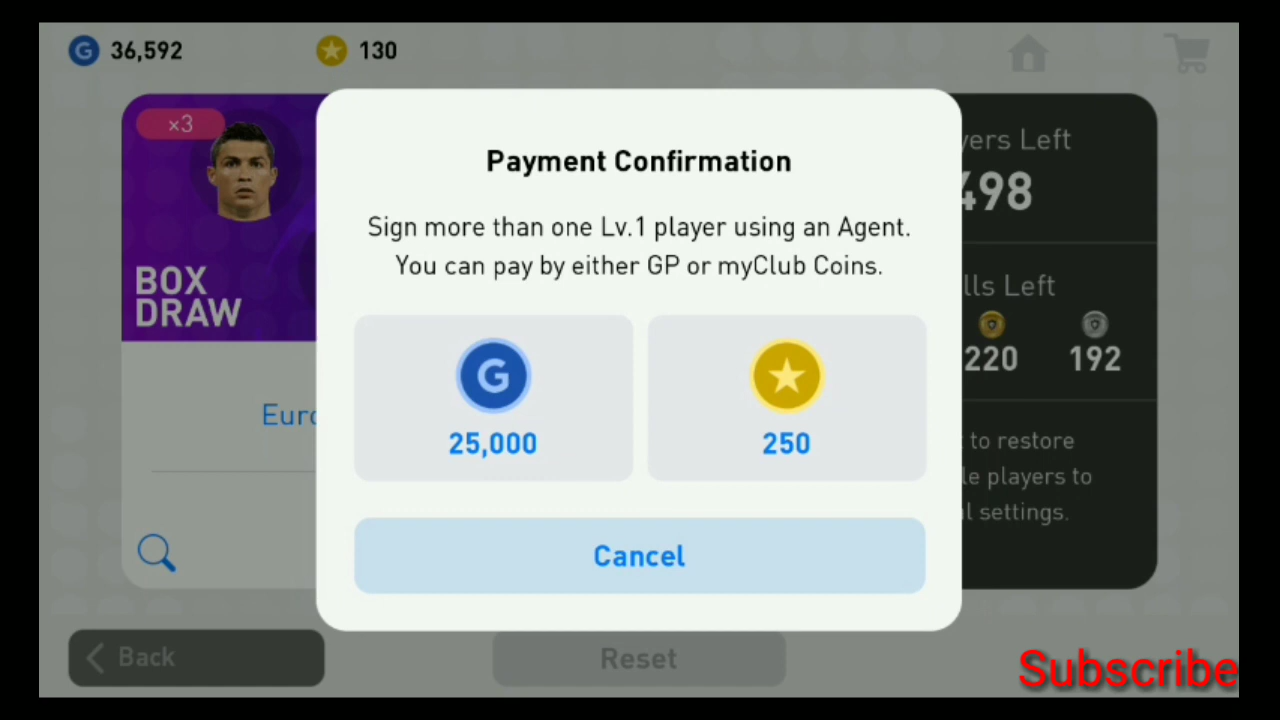 G 36,592
130
×3
BOX
DRAW
Payment Confirmation
Sign more than one Lv.1 player using an Agent.
You can pay by either GP or myClub Coins.
G
25,000
250
Cancel
Left
498
Left
220
192
to restore
players to
settings.
Back
Reset
Subscribe